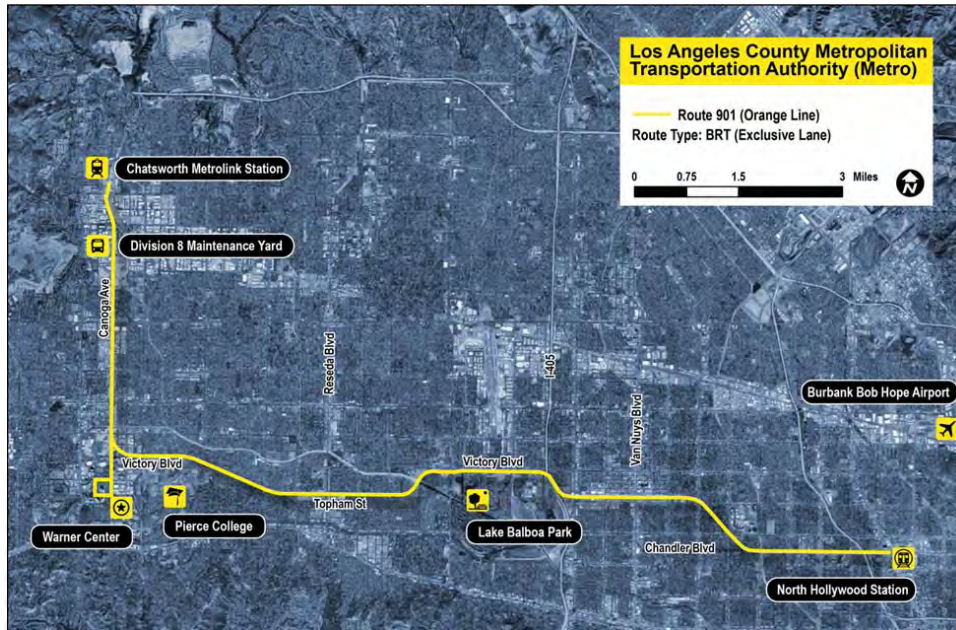 Los Angeles County Metropolitan
Transportation Authority (Metro)
Route 901 (Orange Line)
Route Type: BRT (Exclusive Lane)
0 0.75 1.5 3 Miles
N
Chatsworth Metrolink Station
Division 8 Maintenance Yard
Canoga Ave
Reseda Blvd
I-405
Van Nuys Blvd
Burbank Bob Hope Airport
Victory Blvd
Victory Blvd
Topham St
Pierce College
Lake Balboa Park
Warner Center
Chandler Blvd
North Hollywood Station